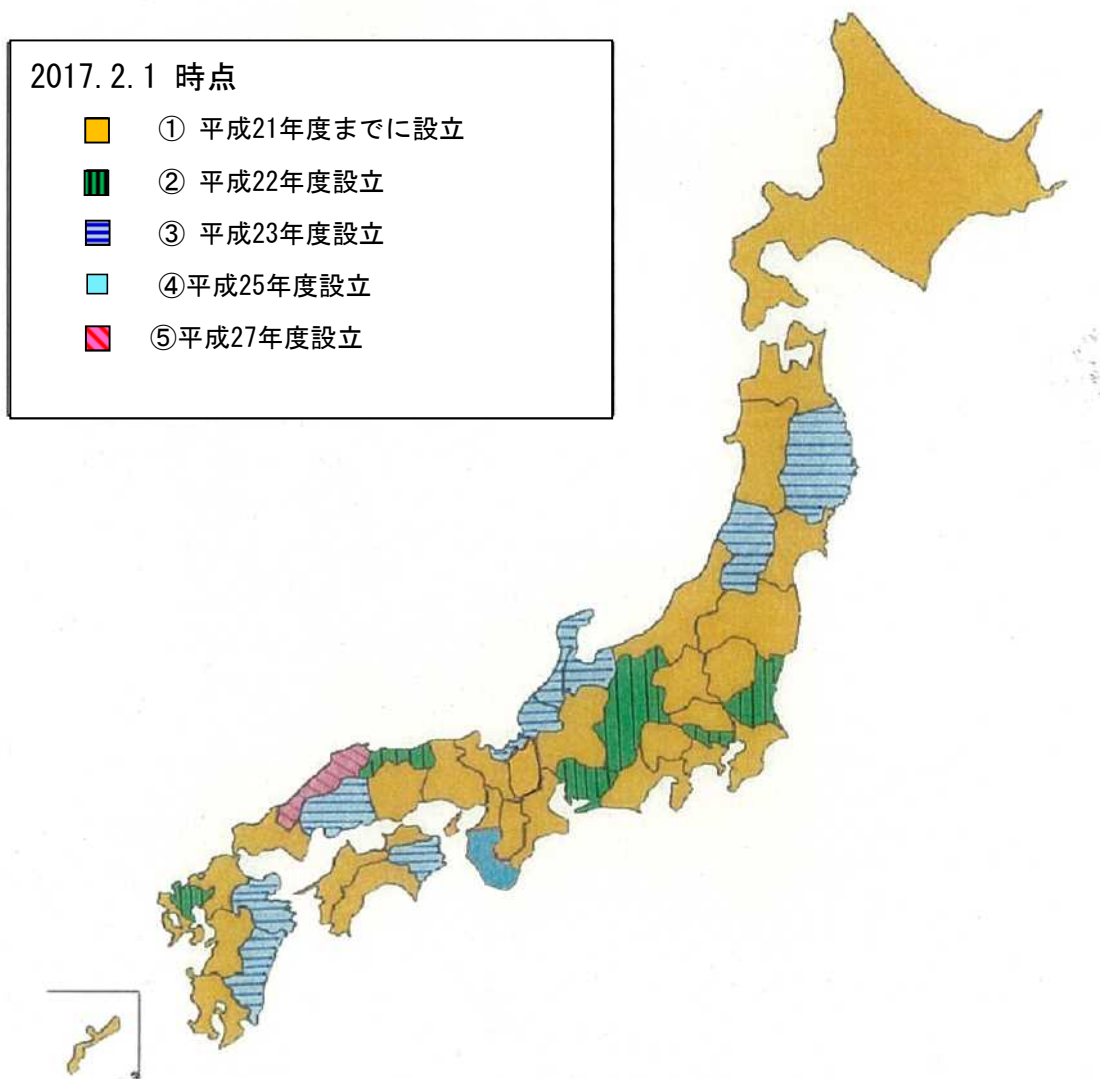 2017.2.1 時点
① 平成21年度までに設立
② 平成22年度設立
③ 平成23年度設立
④平成25年度設立
⑤平成27年度設立